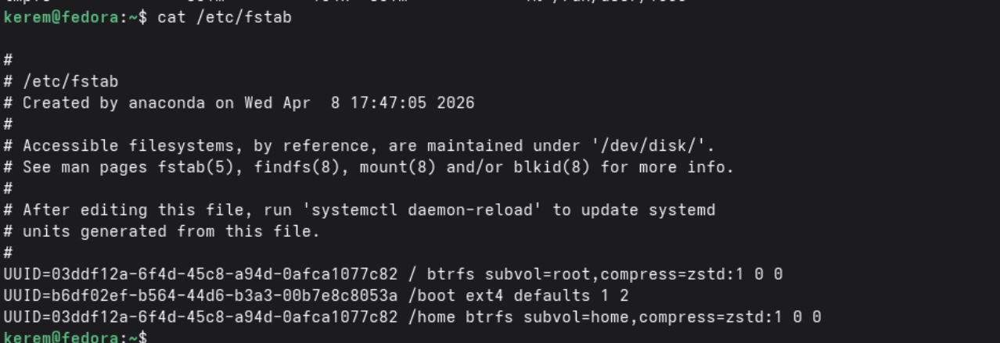 kerem@fedora:~$ cat /etc/fstab
#
# /etc/fstab
# Created by anaconda on Wed Apr  8 17:47:05 2026
#
# Accessible filesystems, by reference, are maintained under '/dev/disk/'.
# See man pages fstab(5), findfs(8), mount(8) and/or blkid(8) for more info.
#
# After editing this file, run 'systemctl daemon-reload' to update systemd
# units generated from this file.
#
UUID=03ddf12a-6f4d-45c8-a94d-0afca1077c82 / btrfs subvol=root,compress=zstd:1 0 0
UUID=b6df02ef-b564-44d6-b3a3-00b7e8c8053a /boot ext4 defaults 1 2
UUID=03ddf12a-6f4d-45c8-a94d-0afca1077c82 /home btrfs subvol=home,compress=zstd:1 0 0
kerem@fedora:~$